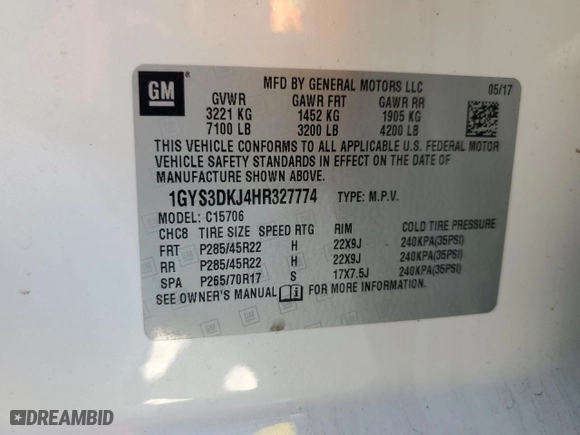 GM
®
MFD BY GENERAL MOTORS LLC 05/17
GVWR GAWR FRT GAWR RR
3221 KG 1452 KG 1905 KG
7100 LB 3200 LB 4200 LB
THIS VEHICLE CONFORMS TO ALL APPLICABLE U.S. FEDERAL MOTOR
VEHICLE SAFETY STANDARDS IN EFFECT ON THE DATE OF
MANUFACTURE SHOWN ABOVE.
1GYS3DKJ4HR327774 TYPE: M.P.V.
MODEL: C15706
CHC8 TIRE SIZE SPEED RTG RIM COLD TIRE PRESSURE
FRT P285/45R22 H 22X9J 240KPA(35PSI)
RR P285/45R22 H 22X9J 240KPA(35PSI)
SPA P265/70R17 S 17X7.5J 240KPA(35PSI)
SEE OWNER'S MANUAL FOR MORE INFORMATION.
DREAMBID